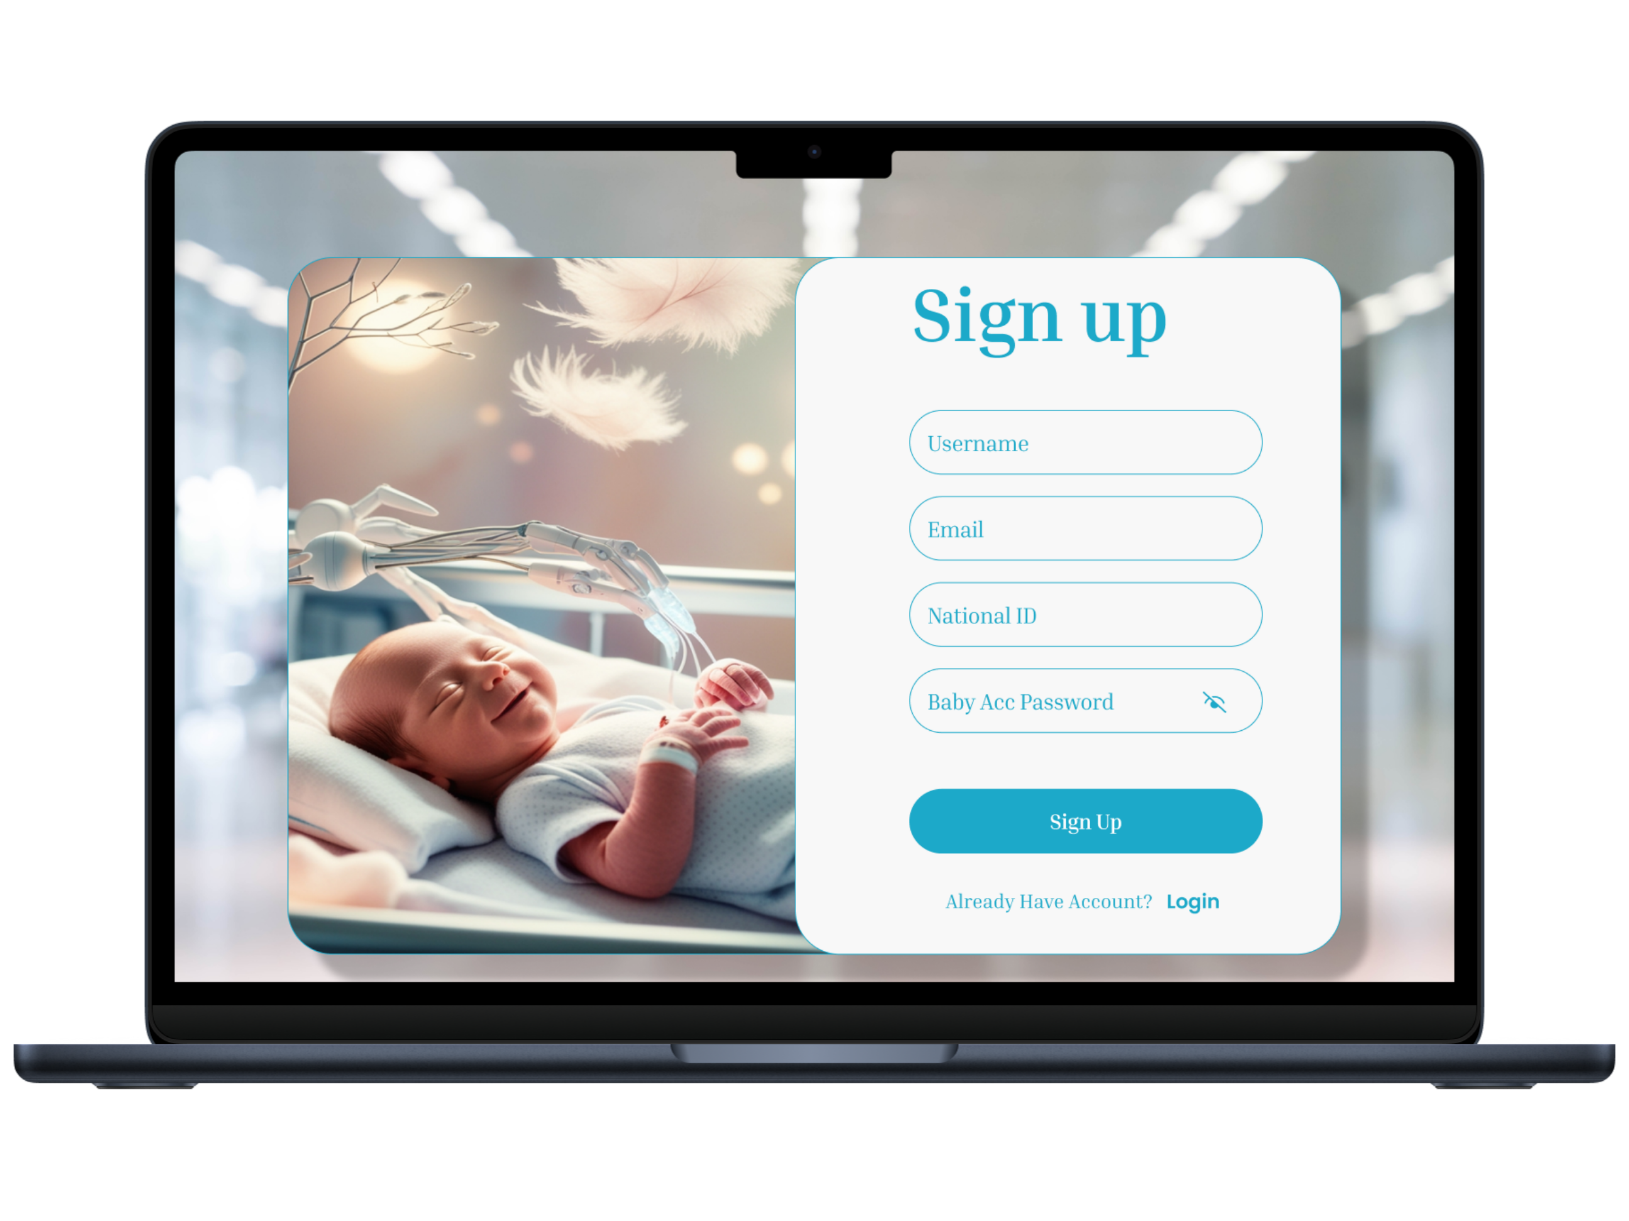 Sign up
Username
Email
National ID
Baby Acc Password
Sign Up
Already Have Account? Login